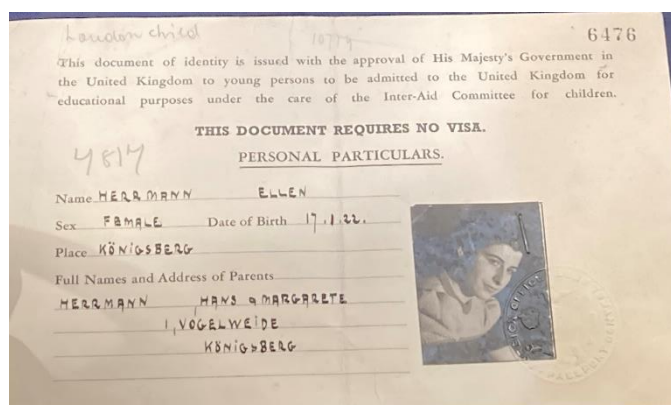 London child
6476
This document of identity is issued with the approval of His Majesty's Government in
the United Kingdom to young persons to be admitted to the United Kingdom for
educational purposes under the care of the Inter-Aid Committee for children.
THIS DOCUMENT REQUIRES NO VISA.
4817
PERSONAL PARTICULARS.
Name HERRMANN ELLEN
Sex FEMALE Date of Birth 17.1.22.
Place KÖNIGSBERG
Full Names and Address of Parents
HERRMANN HANS & MARGARETE
1, VOGELWEIDE
KÖNIGSBERG